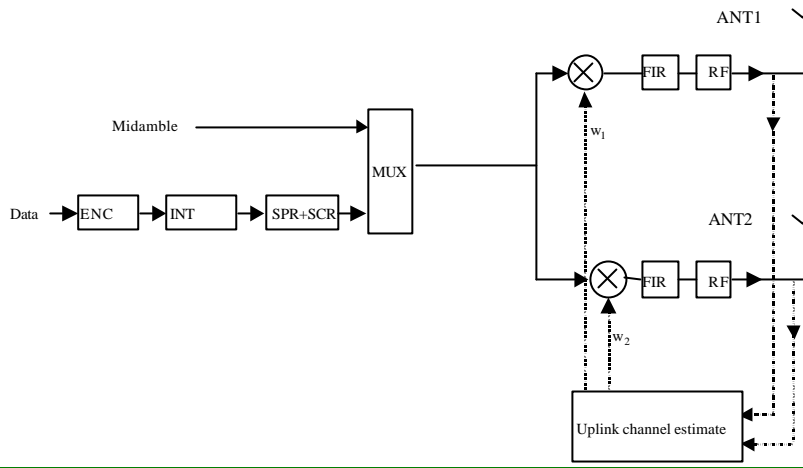 ANT1
FIR
RF
Midamble
w1
MUX
Data
ENC
INT
SPR+SCR
ANT2
FIR
RF
w2
Uplink channel estimate